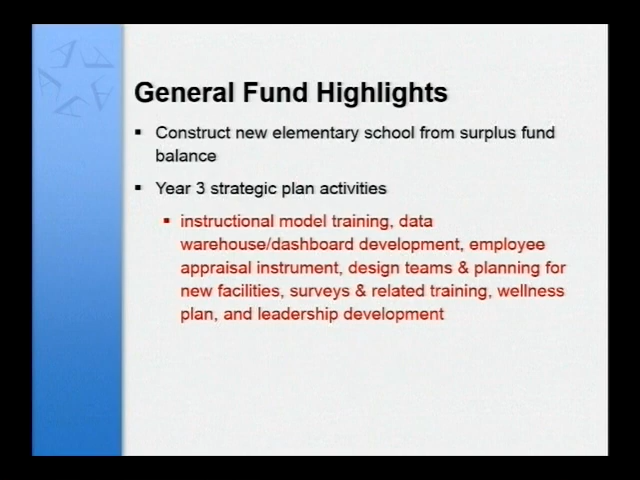 General Fund Highlights
▪ Construct new elementary school from surplus fund
balance
▪ Year 3 strategic plan activities
▪ instructional model training, data
warehouse/dashboard development, employee
appraisal instrument, design teams & planning for
new facilities, surveys & related training, wellness
plan, and leadership development